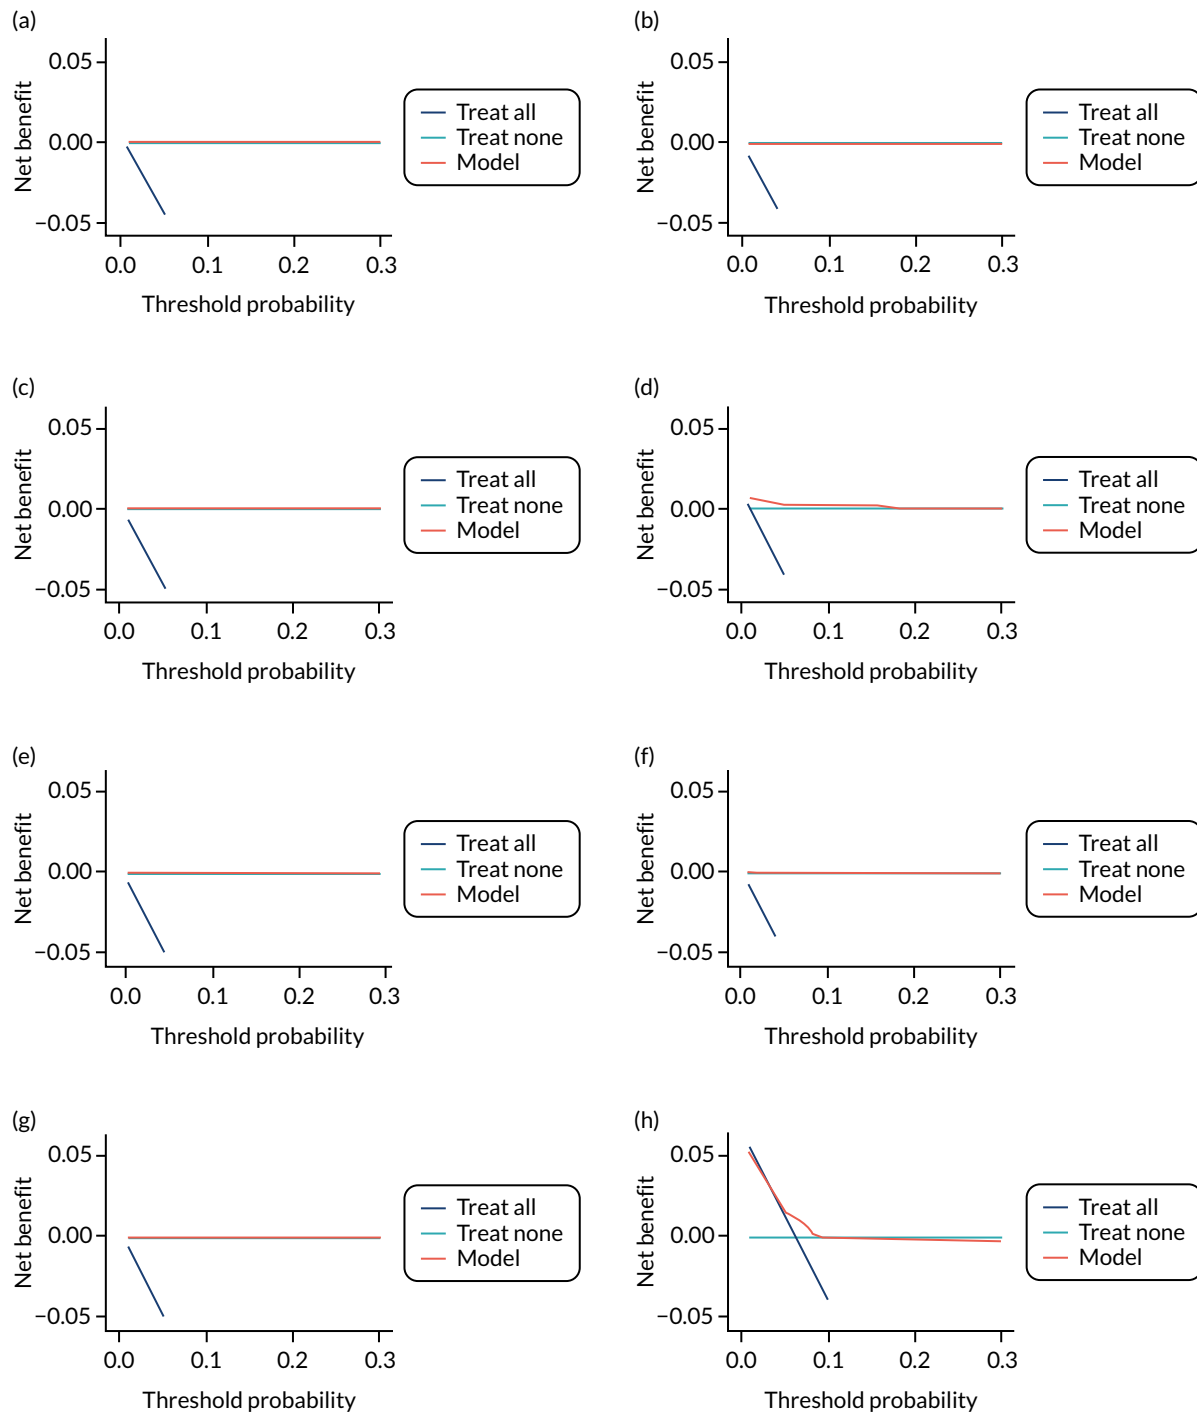 (a)
0.05
0.00
−0.05
Net benefit
0.0 0.1 0.2 0.3
Threshold probability
Treat all
Treat none
Model
(b)
0.05
0.00
−0.05
Net benefit
0.0 0.1 0.2 0.3
Threshold probability
Treat all
Treat none
Model
(c)
0.05
0.00
−0.05
Net benefit
0.0 0.1 0.2 0.3
Threshold probability
Treat all
Treat none
Model
(d)
0.05
0.00
−0.05
Net benefit
0.0 0.1 0.2 0.3
Threshold probability
Treat all
Treat none
Model
(e)
0.05
0.00
−0.05
Net benefit
0.0 0.1 0.2 0.3
Threshold probability
Treat all
Treat none
Model
(f)
0.05
0.00
−0.05
Net benefit
0.0 0.1 0.2 0.3
Threshold probability
Treat all
Treat none
Model
(g)
0.05
0.00
−0.05
Net benefit
0.0 0.1 0.2 0.3
Threshold probability
Treat all
Treat none
Model
(h)
0.05
0.00
−0.05
Net benefit
0.0 0.1 0.2 0.3
Threshold probability
Treat all
Treat none
Model